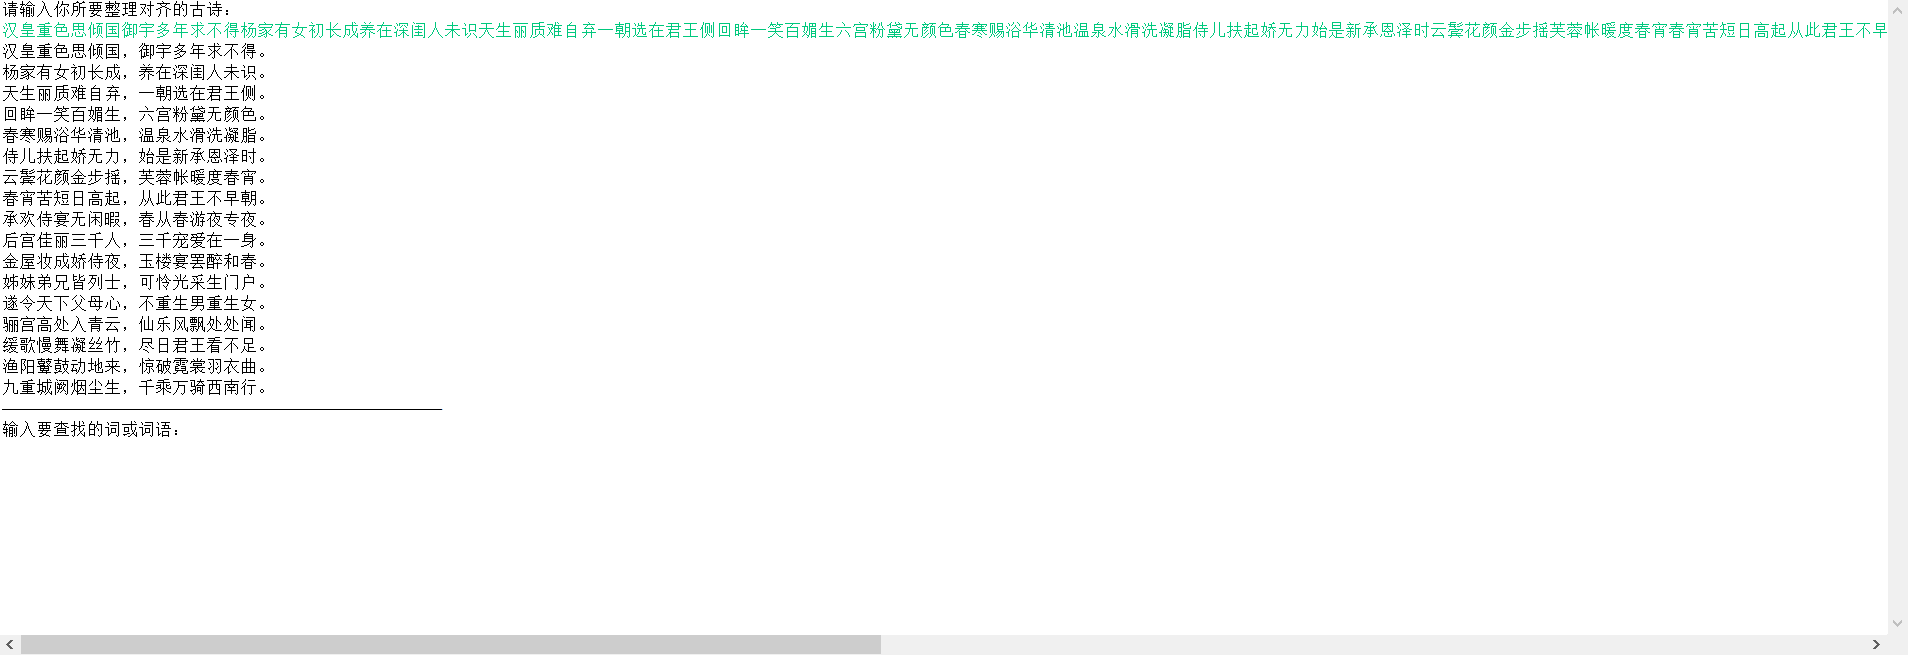 请输入你所要整理对齐的古诗：
汉皇重色思倾国御宇多年求不得杨家有女初长成养在深闺人未识天生丽质难自弃一朝选在君王侧回眸一笑百媚生六宫粉黛无颜色春寒赐浴华清池温泉水滑洗凝脂侍儿扶起娇无力始是新承恩泽时云鬓花颜金步摇芙蓉帐暖度春宵春宵苦短日高起从此君王不早
汉皇重色思倾国，御宇多年求不得。
杨家有女初长成，养在深闺人未识。
天生丽质难自弃，一朝选在君王侧。
回眸一笑百媚生，六宫粉黛无颜色。
春寒赐浴华清池，温泉水滑洗凝脂。
侍儿扶起娇无力，始是新承恩泽时。
云鬓花颜金步摇，芙蓉帐暖度春宵。
春宵苦短日高起，从此君王不早朝。
承欢侍宴无闲暇，春从春游夜专夜。
后宫佳丽三千人，三千宠爱在一身。
金屋妆成娇侍夜，玉楼宴罢醉和春。
姊妹弟兄皆列士，可怜光采生门户。
遂令天下父母心，不重生男重生女。
骊宫高处入青云，仙乐风飘处处闻。
缓歌慢舞凝丝竹，尽日君王看不足。
渔阳鼙鼓动地来，惊破霓裳羽衣曲。
九重城阙烟尘生，千乘万骑西南行。
输入要查找的词或词语：